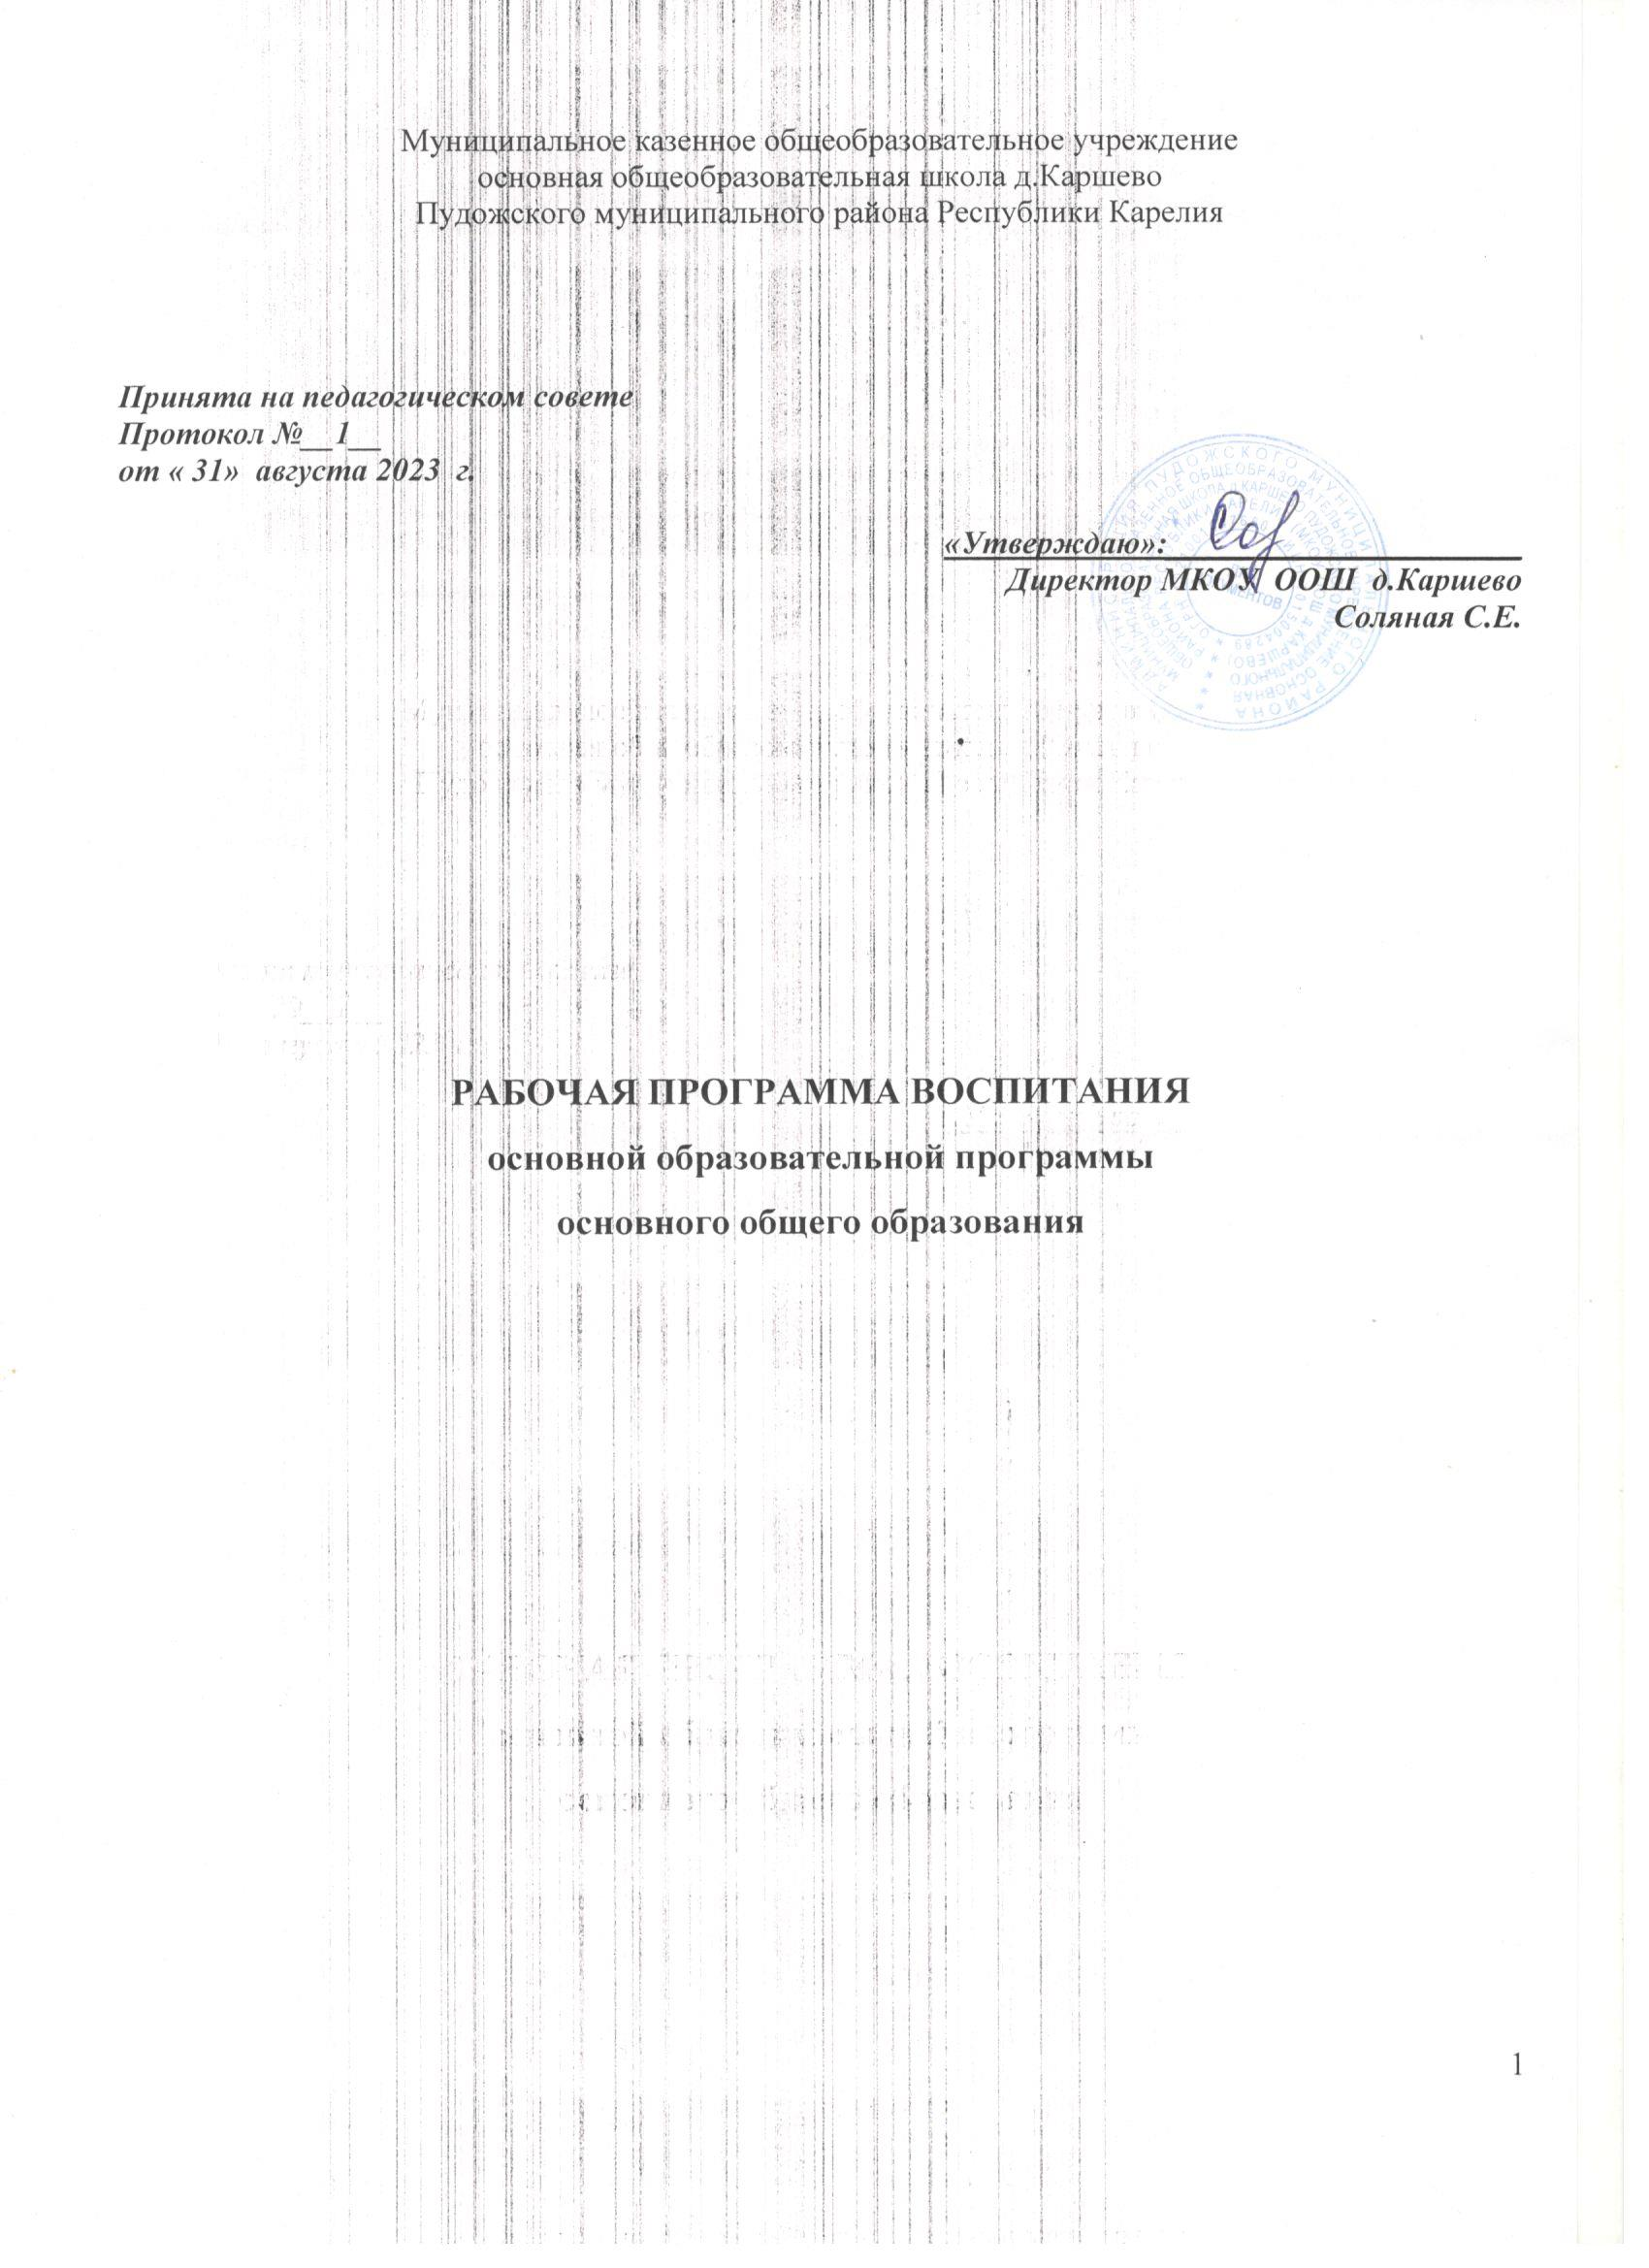 Муниципальное казенное общеобразовательное учреждение
основная общеобразовательная школа д.Каршево
Пудожского муниципального района Республики Карелия
Принята на педагогическом совете
Протокол №__1__
от « 31»  августа 2023  г.
«Утверждаю»:
Директор МКОУ  ООШ  д.Каршево
Соляная С.Е.
РАБОЧАЯ ПРОГРАММА ВОСПИТАНИЯ
основной образовательной программы
основного общего образования
1